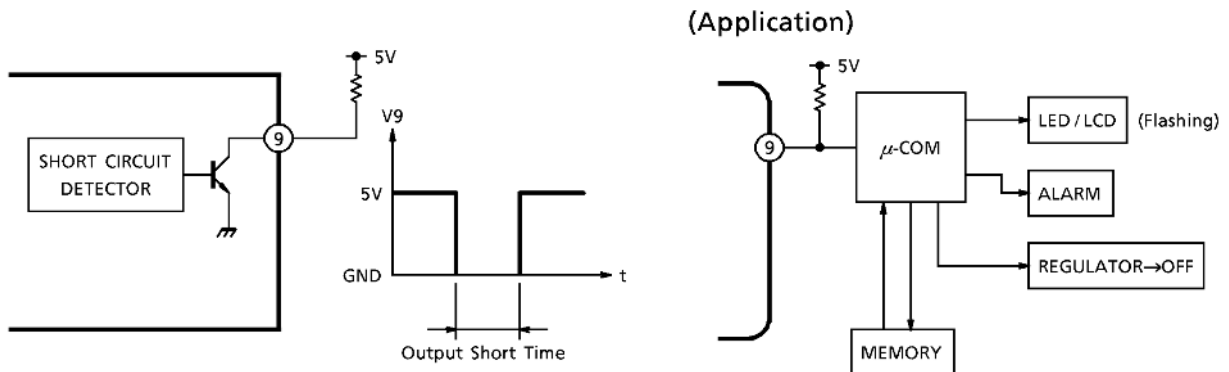 (Application)
5V
9
SHORT CIRCUIT
DETECTOR
V9
5V
GND
t
Output Short Time
5V
9
μ-COM
LED / LCD (Flashing)
ALARM
REGULATOR→OFF
MEMORY